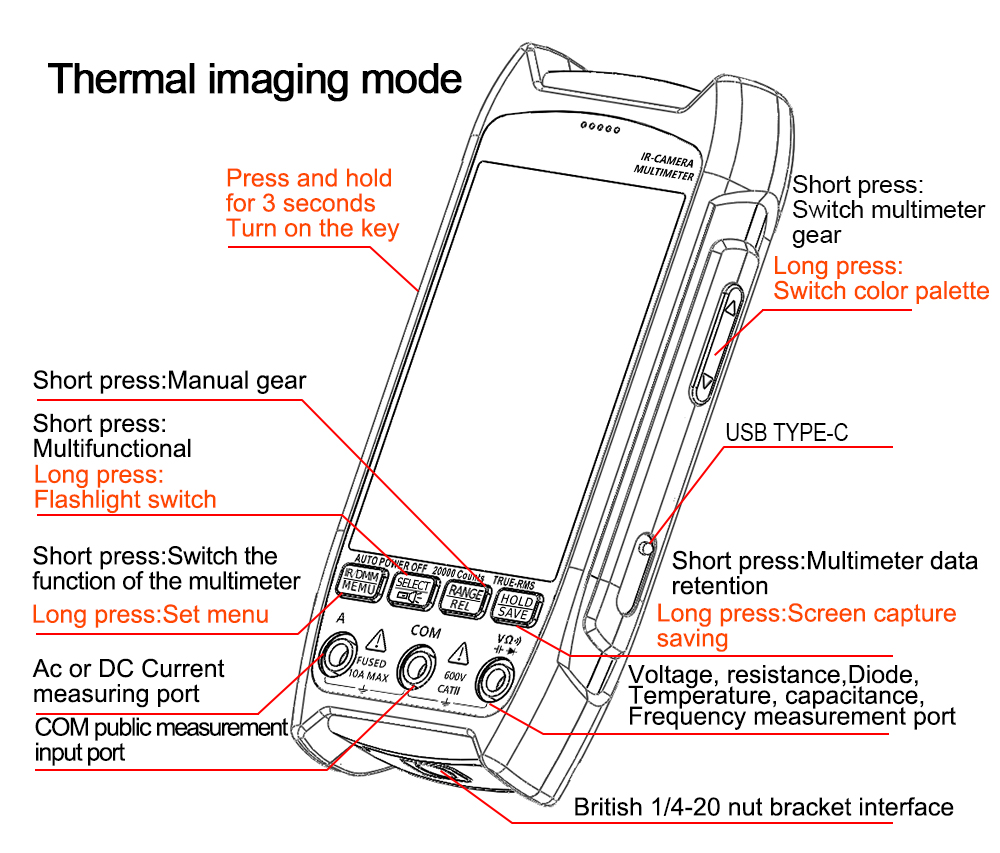 Thermal imaging mode
IR-CAMERA
MULTIMETER
Press and hold
for 3 seconds
Turn on the key
Short press:
Switch multimeter
gear
Long press:
Switch color palette
Short press:Manual gear
Short press:
Multifunctional
Long press:
Flashlight switch
USB TYPE-C
Short press:Switch the
function of the multimeter
Long press:Set menu
AUTO POWER OFF 20000 Counts TRUE-RMS
IR.DMM
MEMU
SELECT
RANGE
REL
HOLD
SAVE
Short press:Multimeter data
retention
Long press:Screen capture
saving
A
COM
VΩ
FUSED
10A MAX
600V
CATII
Ac or DC Current
measuring port
COM public measurement
input port
Voltage, resistance,Diode,
Temperature, capacitance,
Frequency measurement port
British 1/4-20 nut bracket interface